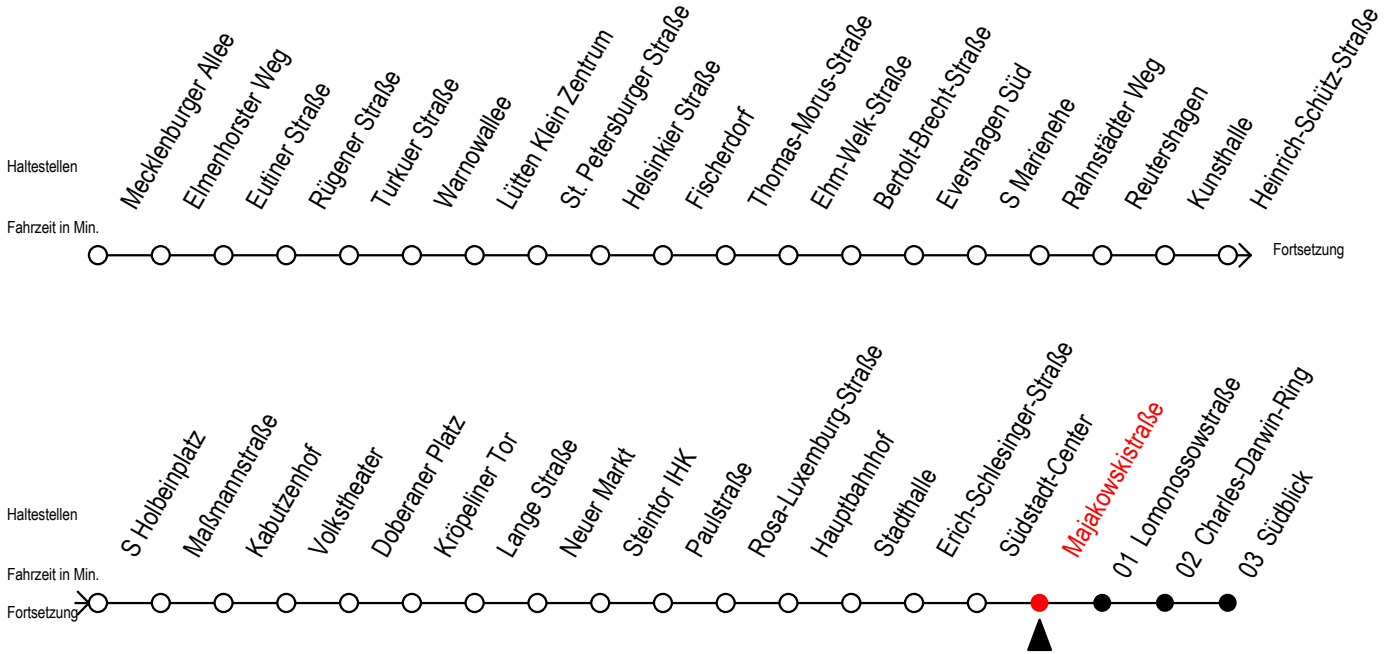 Haltestellen
Mecklenburger Allee
Elmenhorster Weg
Eutiner Straße
Rügener Straße
Turkuer Straße
Warnowallee
Lütten Klein Zentrum
St. Petersburger Straße
Helsinkier Straße
Fischerdorf
Thomas-Morus-Straße
Ehm-Welk-Straße
Bertolt-Brecht-Straße
Evershagen Süd
S Marienehe
Rahnstädter Weg
Reutershagen
Kunsthalle
Heinrich-Schütz-Straße
Fahrzeit in Min.
Fortsetzung
Haltestellen
S Holbeinplatz
Maßmannstraße
Kabutzenhof
Volkstheater
Doberaner Platz
Kröpeliner Tor
Lange Straße
Neuer Markt
Steintor IHK
Paulstraße
Rosa-Luxemburg-Straße
Hauptbahnhof
Stadthalle
Erich-Schlesinger-Straße
Südstadt-Center
Majakowskistraße
01 Lomonossowstraße
02 Charles-Darwin-Ring
03 Südblick
Fahrzeit in Min.
Fortsetzung